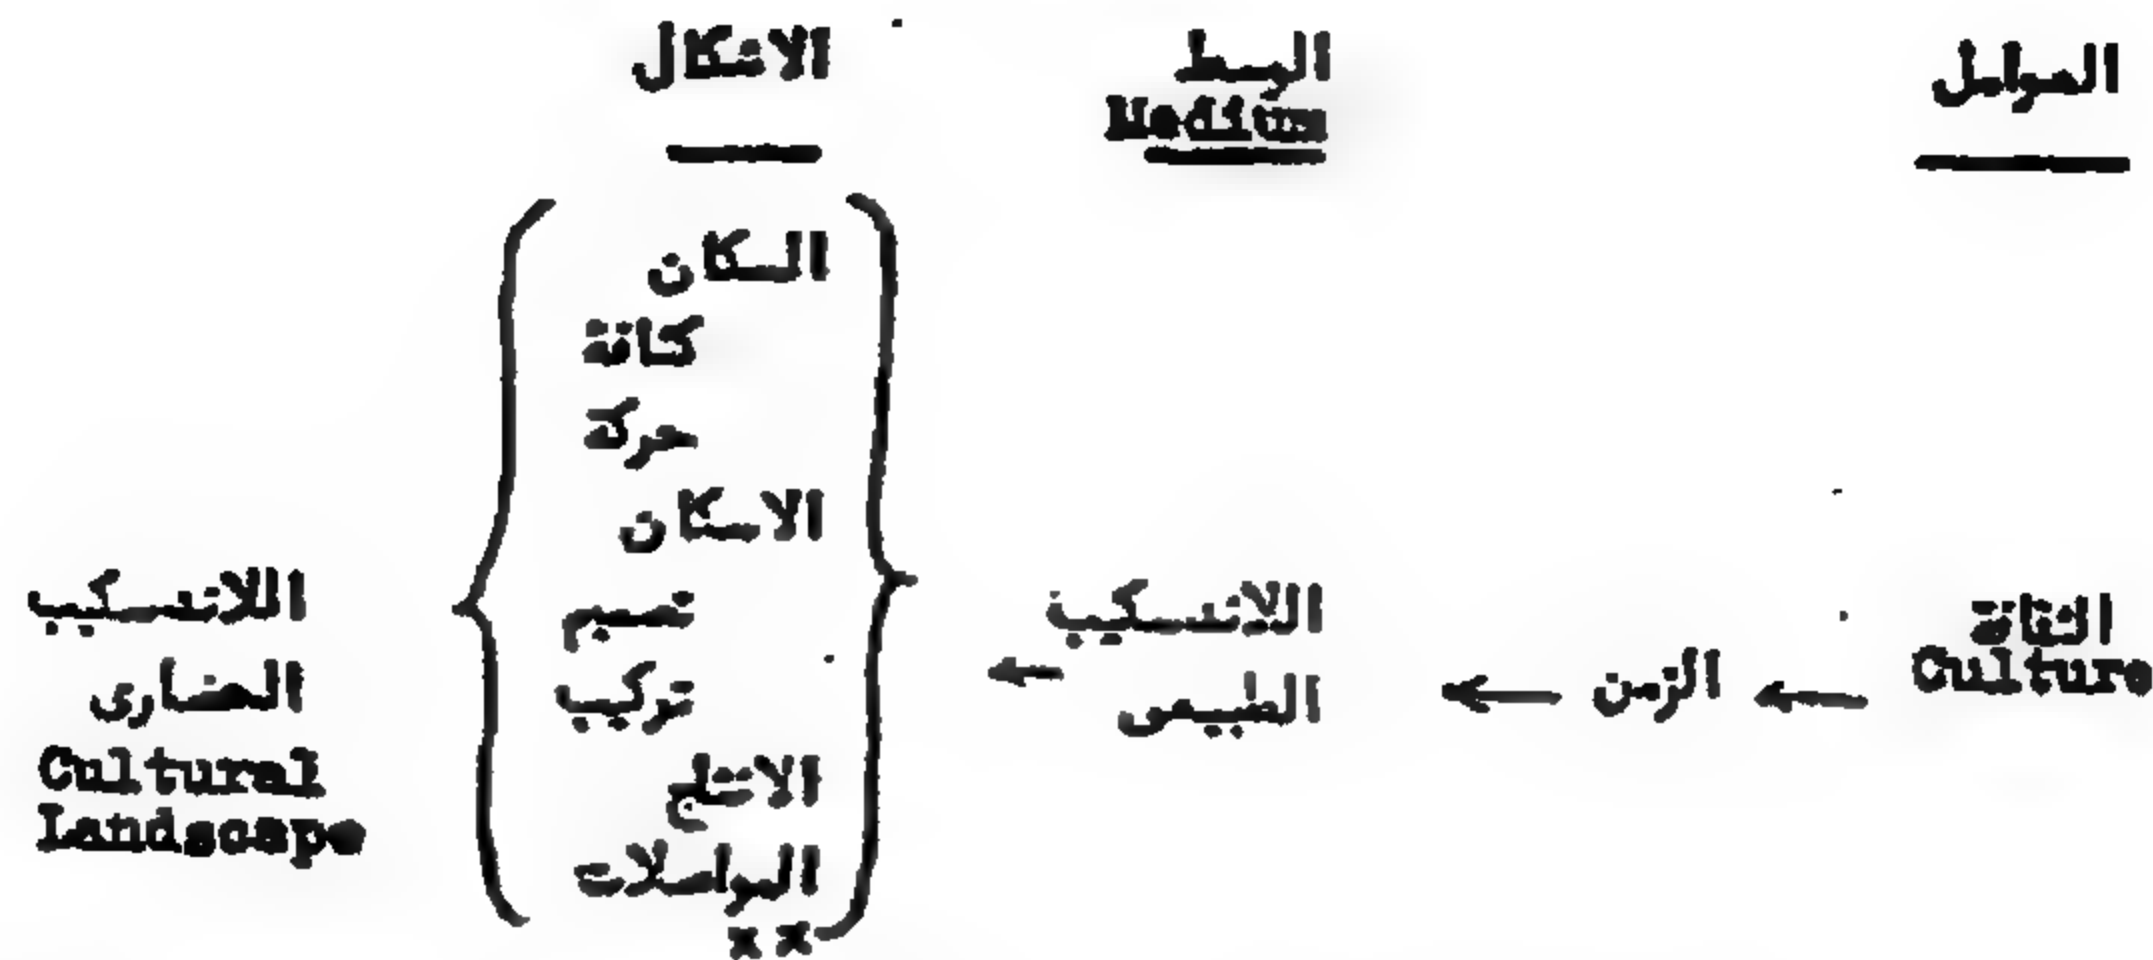 العوامل
الوسط
Medium
الاشكال
الثقافة
Culture
الزمن
اللاندسكيب
الطبيعى
السكان
كثافة
حركة
الاسكان
تصميم
تركيب
الانتاج
المواصلات
x x
اللاندسكيب
الحضارى
Cultural
Landscape